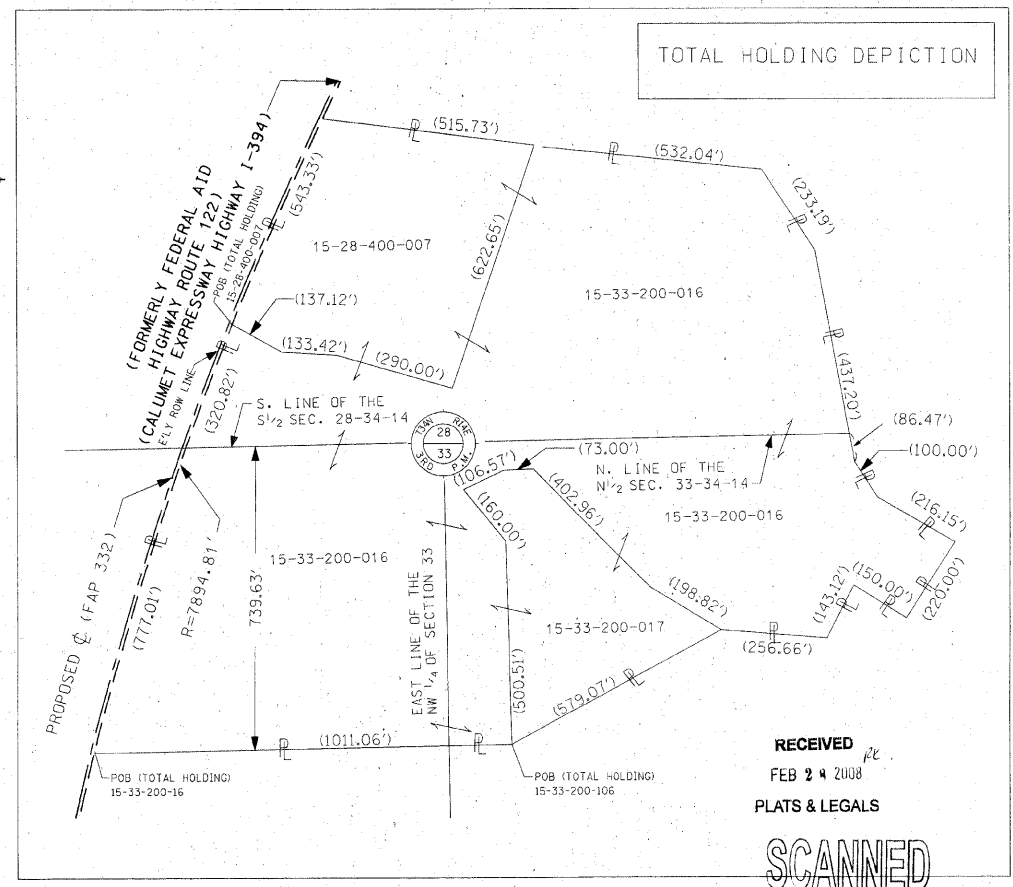 TOTAL HOLDING DEPICTION
(515.73')
(532.04')
(233.19')
(FORMERLY FEDERAL AID
HIGHWAY ROUTE 122)
(CALUMET EXPRESSWAY HIGHWAY I-394)
(543.33')
POB (TOTAL HOLDING)
15-28-400-007
15-28-400-007
(622.65')
15-33-200-016
(137.12')
(133.42')
(290.00')
(437.20')
E'LY ROW LINE
(320.82')
S. LINE OF THE
S1/2 SEC. 28-34-14
T34N R14E
28
33
3RD P.M.
(86.47')
(100.00')
(73.00')
(106.57')
N. LINE OF THE
N1/2 SEC. 33-34-14
(402.96')
15-33-200-016
(160.00')
(216.15')
PROPOSED CL (FAP 332)
(777.01')
R=7894.81'
739.63'
15-33-200-016
EAST LINE OF THE
NW 1/4 OF SECTION 33
(500.51')
15-33-200-017
(198.82')
(143.12')
(150.00')
(220.00')
(256.66')
(579.07')
(1011.06')
POB (TOTAL HOLDING)
15-33-200-16
POB (TOTAL HOLDING)
15-33-200-106
RECEIVED
FEB 2 2008
PLATS & LEGALS
SCANNED